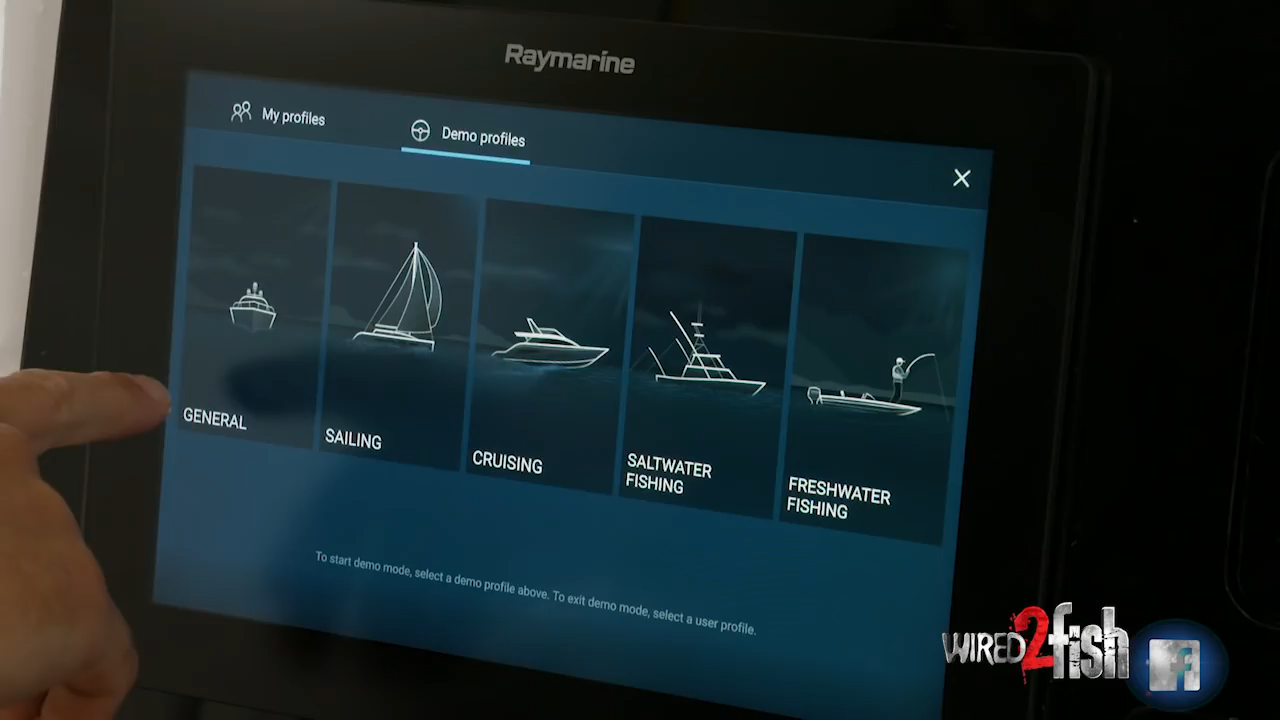 Raymarine
My profiles
Demo profiles
GENERAL
SAILING
CRUISING
SALTWATER
FISHING
FRESHWATER
FISHING
To start demo mode, select a demo profile above. To exit demo mode, select a user profile.
WIRED2fish
f